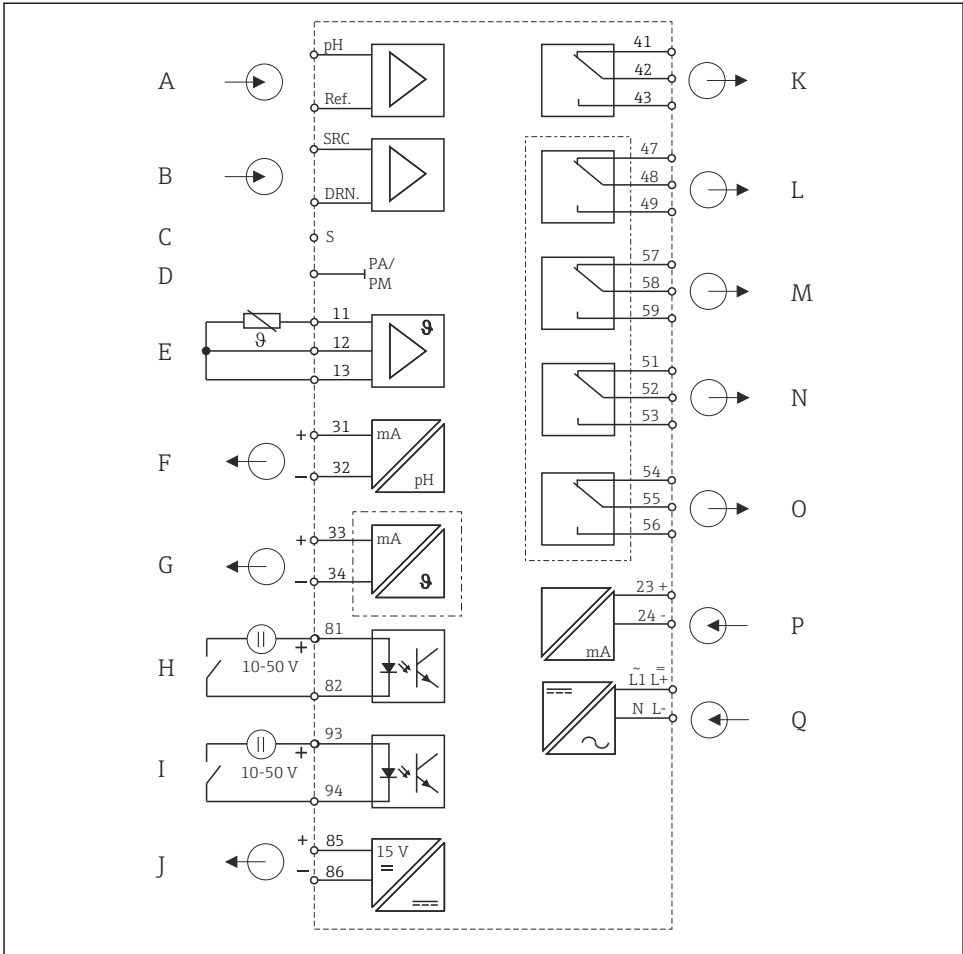 A
pH
Ref.
B
SRC
DRN.
C
S
D
PA/
PM
E
ϑ
11
12
13
ϑ
F
+ 31
− 32
mA
pH
G
+ 33
− 34
mA
ϑ
H
10-50 V
+
81
82
I
10-50 V
+
93
94
J
+ 85
− 86
15 V
=
41
42
43
K
47
48
49
L
57
58
59
M
51
52
53
N
54
55
56
O
23 +
24 -
mA
P
~ =
L1 L+
N L-
Q